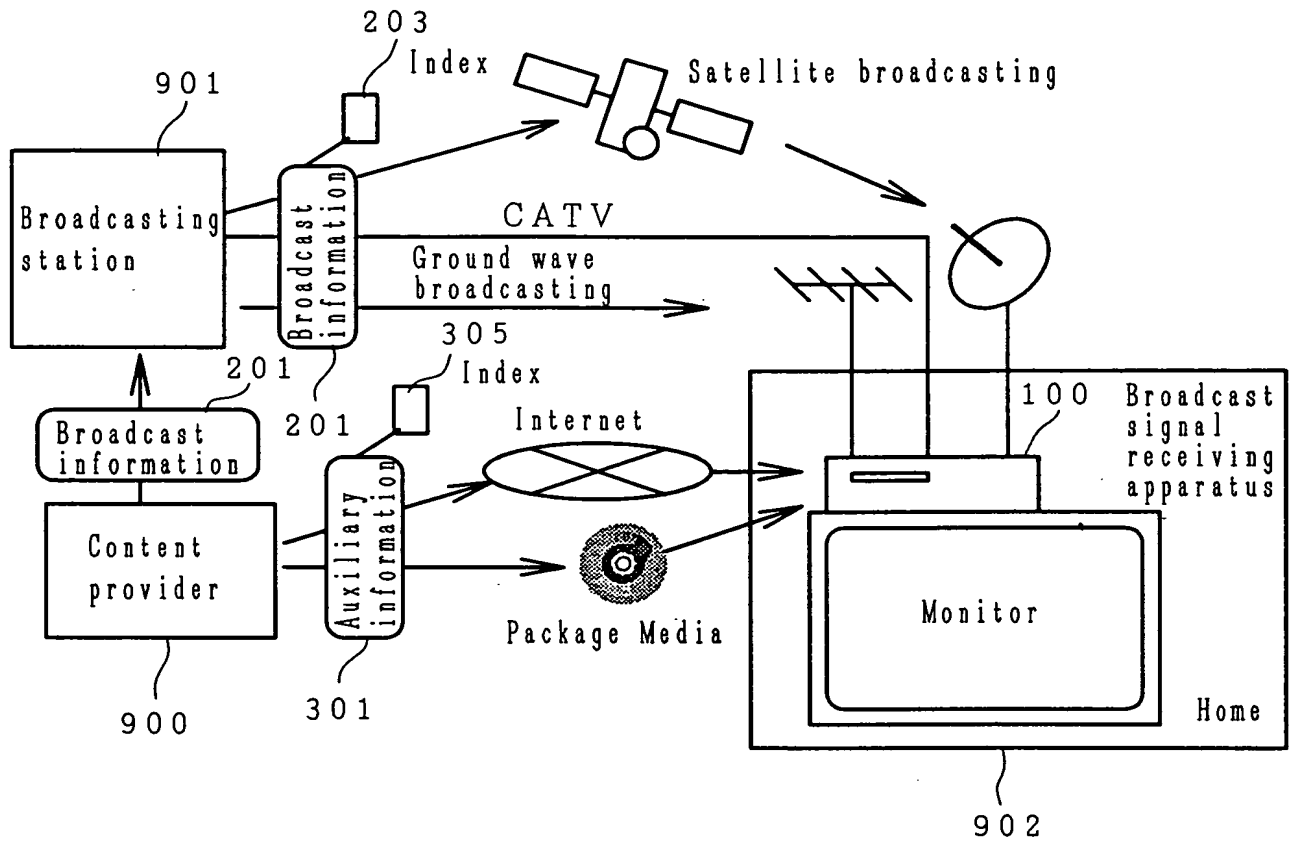 203
Index
Satellite broadcasting
901
Broadcasting
station
Broadcast
information
CATV
Ground wave
broadcasting
305
Index
201
201
Broadcast
information
Internet
100
Broadcast
signal
receiving
apparatus
Content
provider
Auxiliary
information
Package Media
Monitor
Home
900
301
902